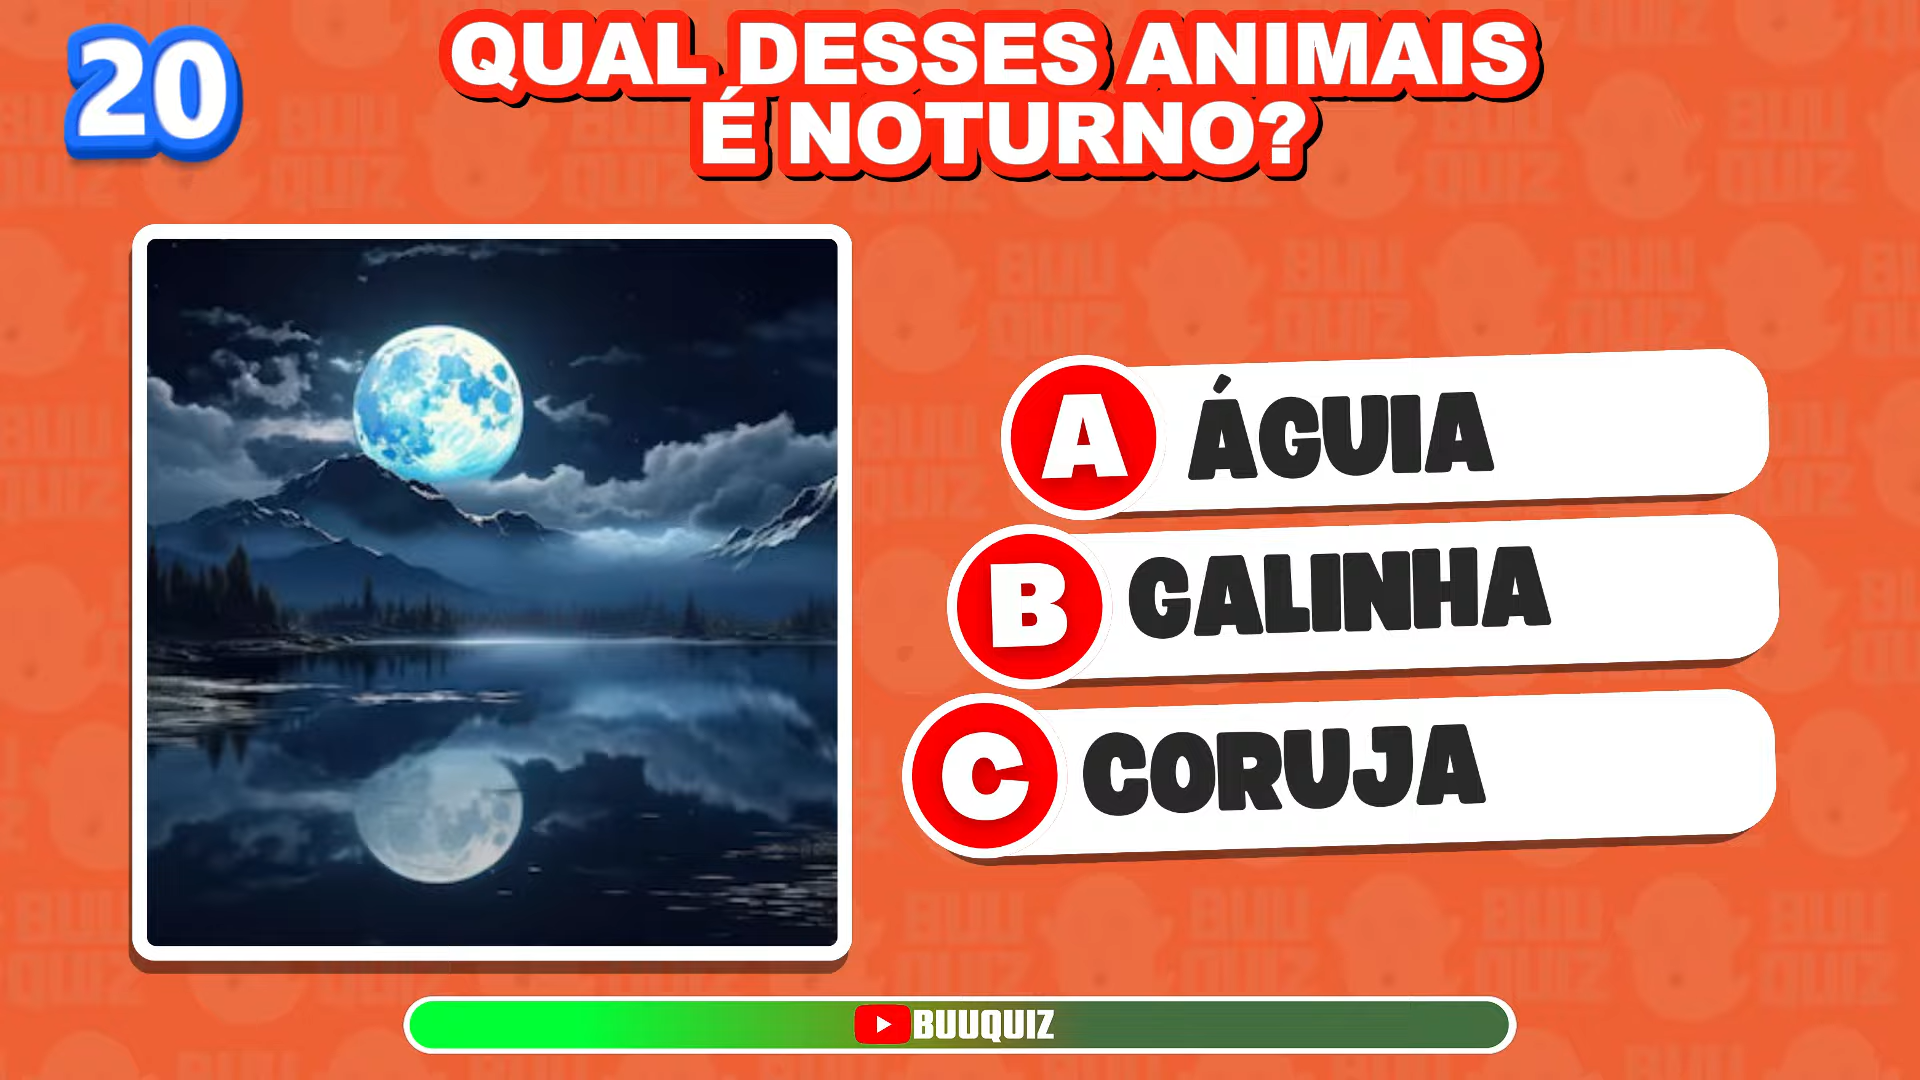 20
QUAL DESSES ANIMAIS
É NOTURNO?
A ÁGUIA
B GALINHA
C CORUJA
BUUQUIZ